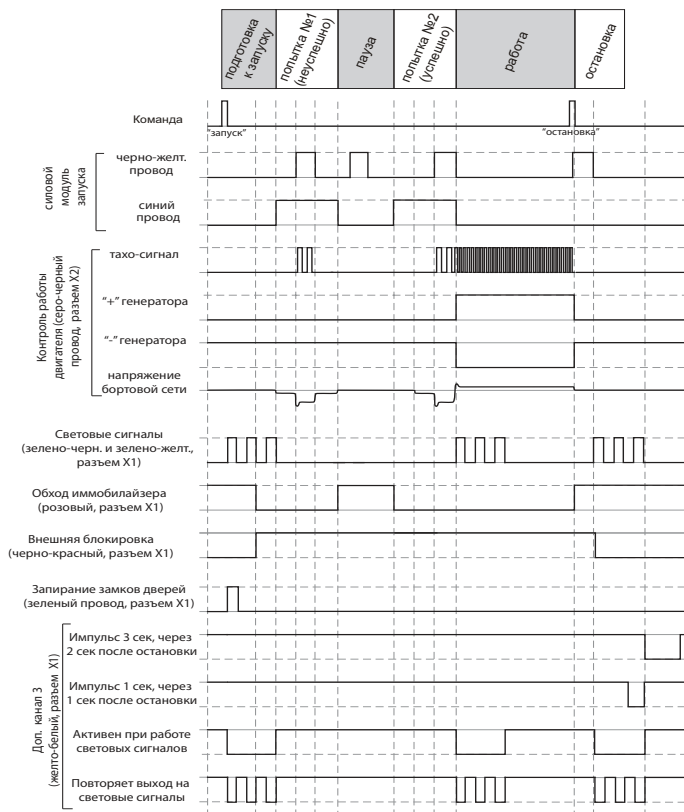 подготовка
к запуску
попытка №1
(неуспешно)
пауза
попытка №2
(успешно)
работа
остановка
Команда
"запуск"
"остановка"
силовой
модуль
запуска
черно-желт.
провод
синий
провод
Контроль работы
двигателя (серо-черный
провод, разъем X2)
тахо-сигнал
"+" генератора
"-" генератора
напряжение
бортовой сети
Световые сигналы
(зелено-черн. и зелено-желт.,
разъем X1)
Обход иммобилайзера
(розовый, разъем X1)
Внешняя блокировка
(черно-красный, разъем X1)
Запирание замков дверей
(зеленый провод, разъем X1)
Доп. канал 3
(желто-белый, разъем X1)
Импульс 3 сек, через
2 сек после остановки
Импульс 1 сек, через
1 сек после остановки
Активен при работе
световых сигналов
Повторяет выход на
световые сигналы